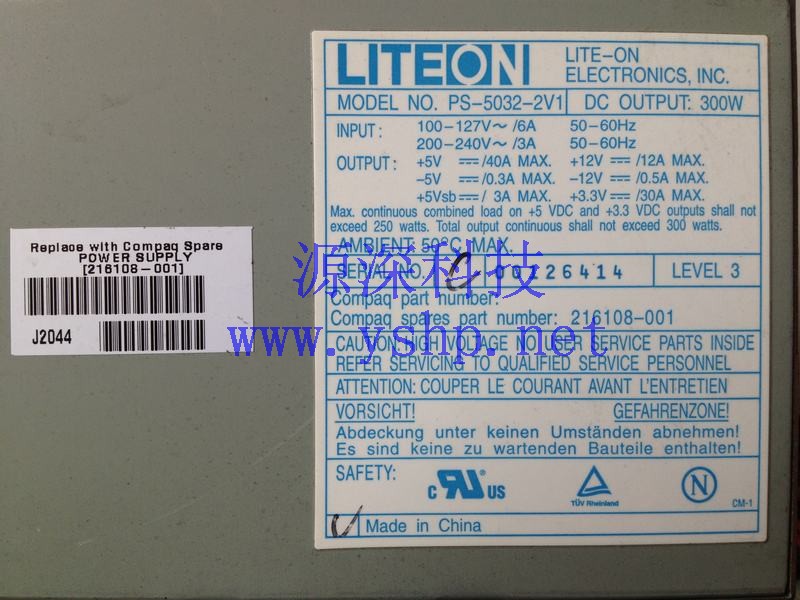 LITEON
LITE-ON
ELECTRONICS, INC.
MODEL NO. PS-5032-2V1 DC OUTPUT: 300W
INPUT: 100-127V~/6A 50-60Hz
200-240V~/3A 50-60Hz
OUTPUT: +5V ⎓/40A MAX. +12V ⎓/12A MAX.
-5V ⎓/0.3A MAX. -12V ⎓/0.5A MAX.
+5Vsb ⎓/ 3A MAX. +3.3V ⎓/30A MAX.
Max. continuous combined load on +5 VDC and +3.3 VDC outputs shall not
exceed 250 watts. Total output continuous shall not exceed 300 watts.
AMBIENT 50°C MAX.
SERIAL NO. 00126414 LEVEL 3
Compaq part number:
Compaq spares part number: 216108-001
CAUTION HIGH VOLTAGE NO USER SERVICE PARTS INSIDE
REFER SERVICING TO QUALIFIED SERVICE PERSONNEL
ATTENTION: COUPER LE COURANT AVANT L'ENTRETIEN
VORSICHT! GEFAHRENZONE!
Abdeckung unter keinen Umständen abnehmen!
Es sind keine zu wartenden Bauteile enthalten!
SAFETY: c RU® US TÜV Rheinland N CM-1
Made in China
Replace with Compaq Spare
POWER SUPPLY
[216108-001]
J2044
源深科技
www.yshp.net